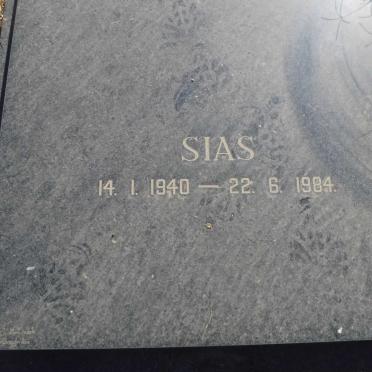 SIAS
14. 1. 1940 — 22. 6. 1984.